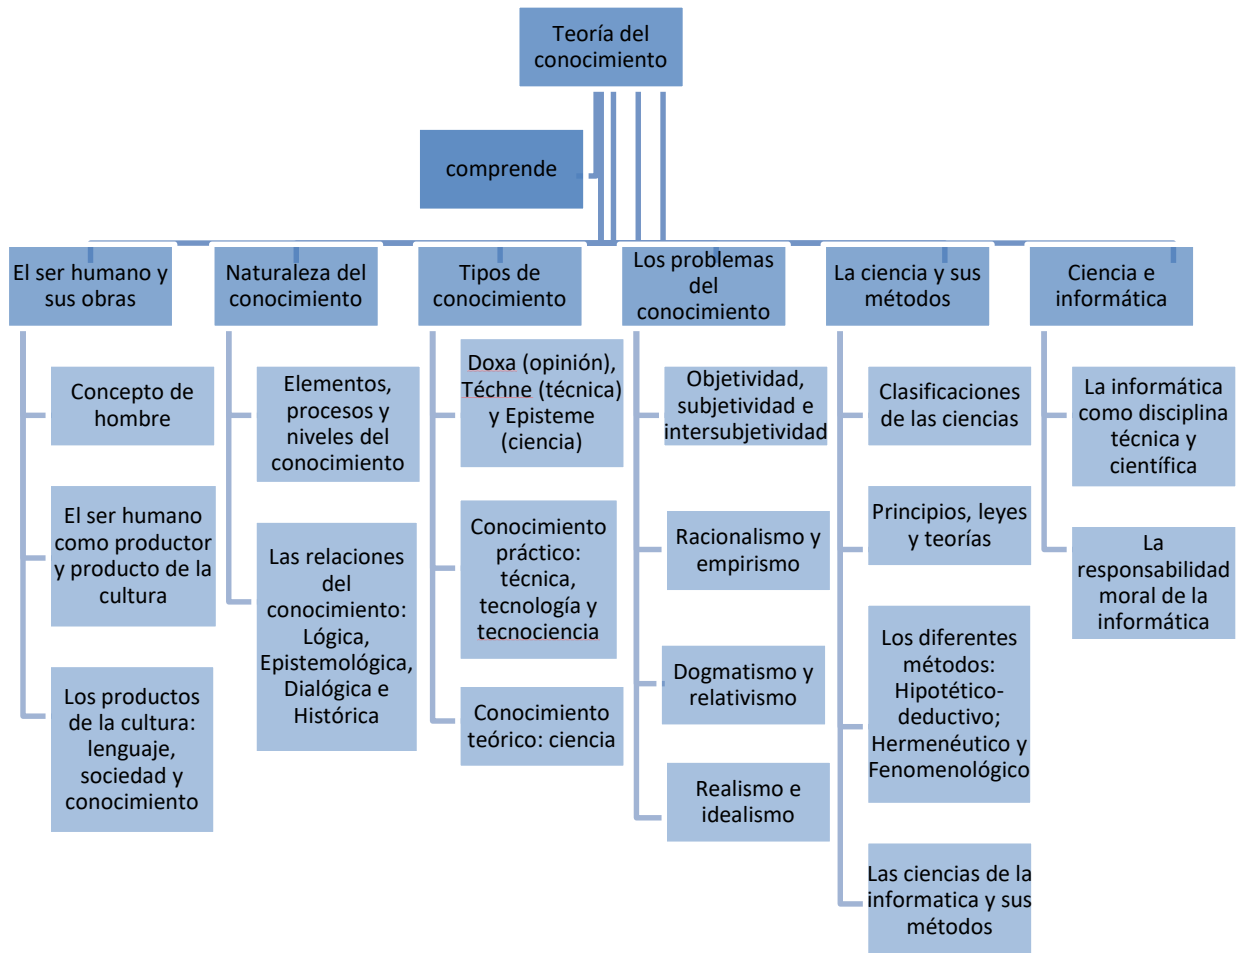 Teoría del
conocimiento
comprende
El ser humano y
sus obras
Concepto de
hombre
El ser humano
como productor
y producto de la
cultura
Los productos
de la cultura:
lenguaje,
sociedad y
conocimiento
Naturaleza del
conocimiento
Elementos,
procesos y
niveles del
conocimiento
Las relaciones
del
conocimiento:
Lógica,
Epistemológica,
Dialógica e
Histórica
Tipos de
conocimiento
Doxa (opinión),
Téchne (técnica)
y Episteme
(ciencia)
Conocimiento
práctico:
técnica,
tecnología y
tecnociencia
Conocimiento
teórico: ciencia
Los problemas
del
conocimiento
Objetividad,
subjetividad e
intersubjetividad
Racionalismo y
empirismo
Dogmatismo y
relativismo
Realismo e
idealismo
La ciencia y sus
métodos
Clasificaciones
de las ciencias
Principios, leyes
y teorías
Los diferentes
métodos:
Hipotético-
deductivo;
Hermenéutico y
Fenomenológico
Las ciencias de la
informatica y sus
métodos
Ciencia e
informática
La informática
como disciplina
técnica y
científica
La
responsabilidad
moral de la
informática